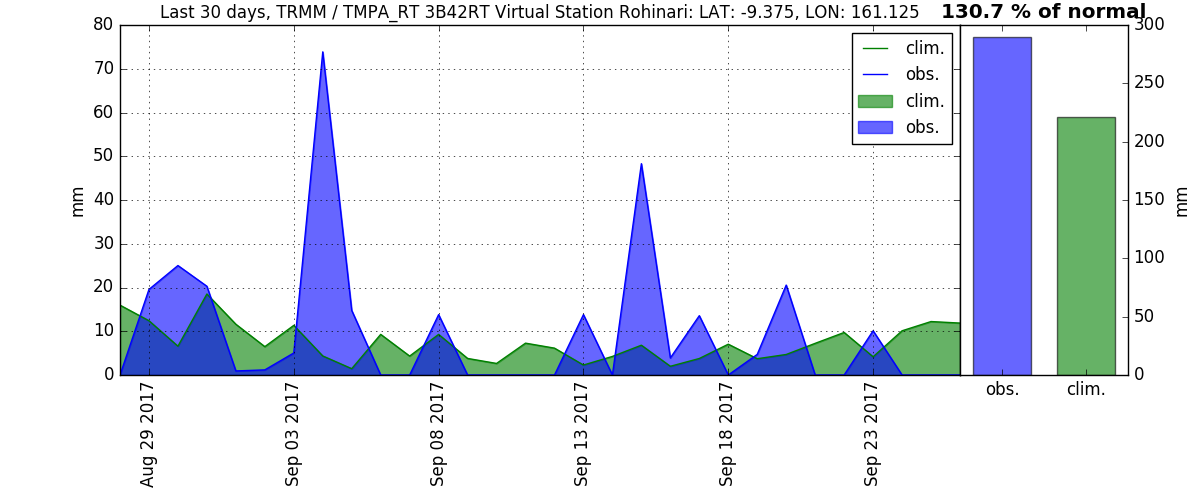 Last 30 days, TRMM / TMPA_RT 3B42RT Virtual Station Rohinari: LAT: -9.375, LON: 161.125
130.7 % of normal
80
70
60
50
40
30
20
10
0
mm
clim.
obs.
clim.
obs.
Aug 29 2017
Sep 03 2017
Sep 08 2017
Sep 13 2017
Sep 18 2017
Sep 23 2017
300
250
200
150
100
50
0
mm
obs.
clim.